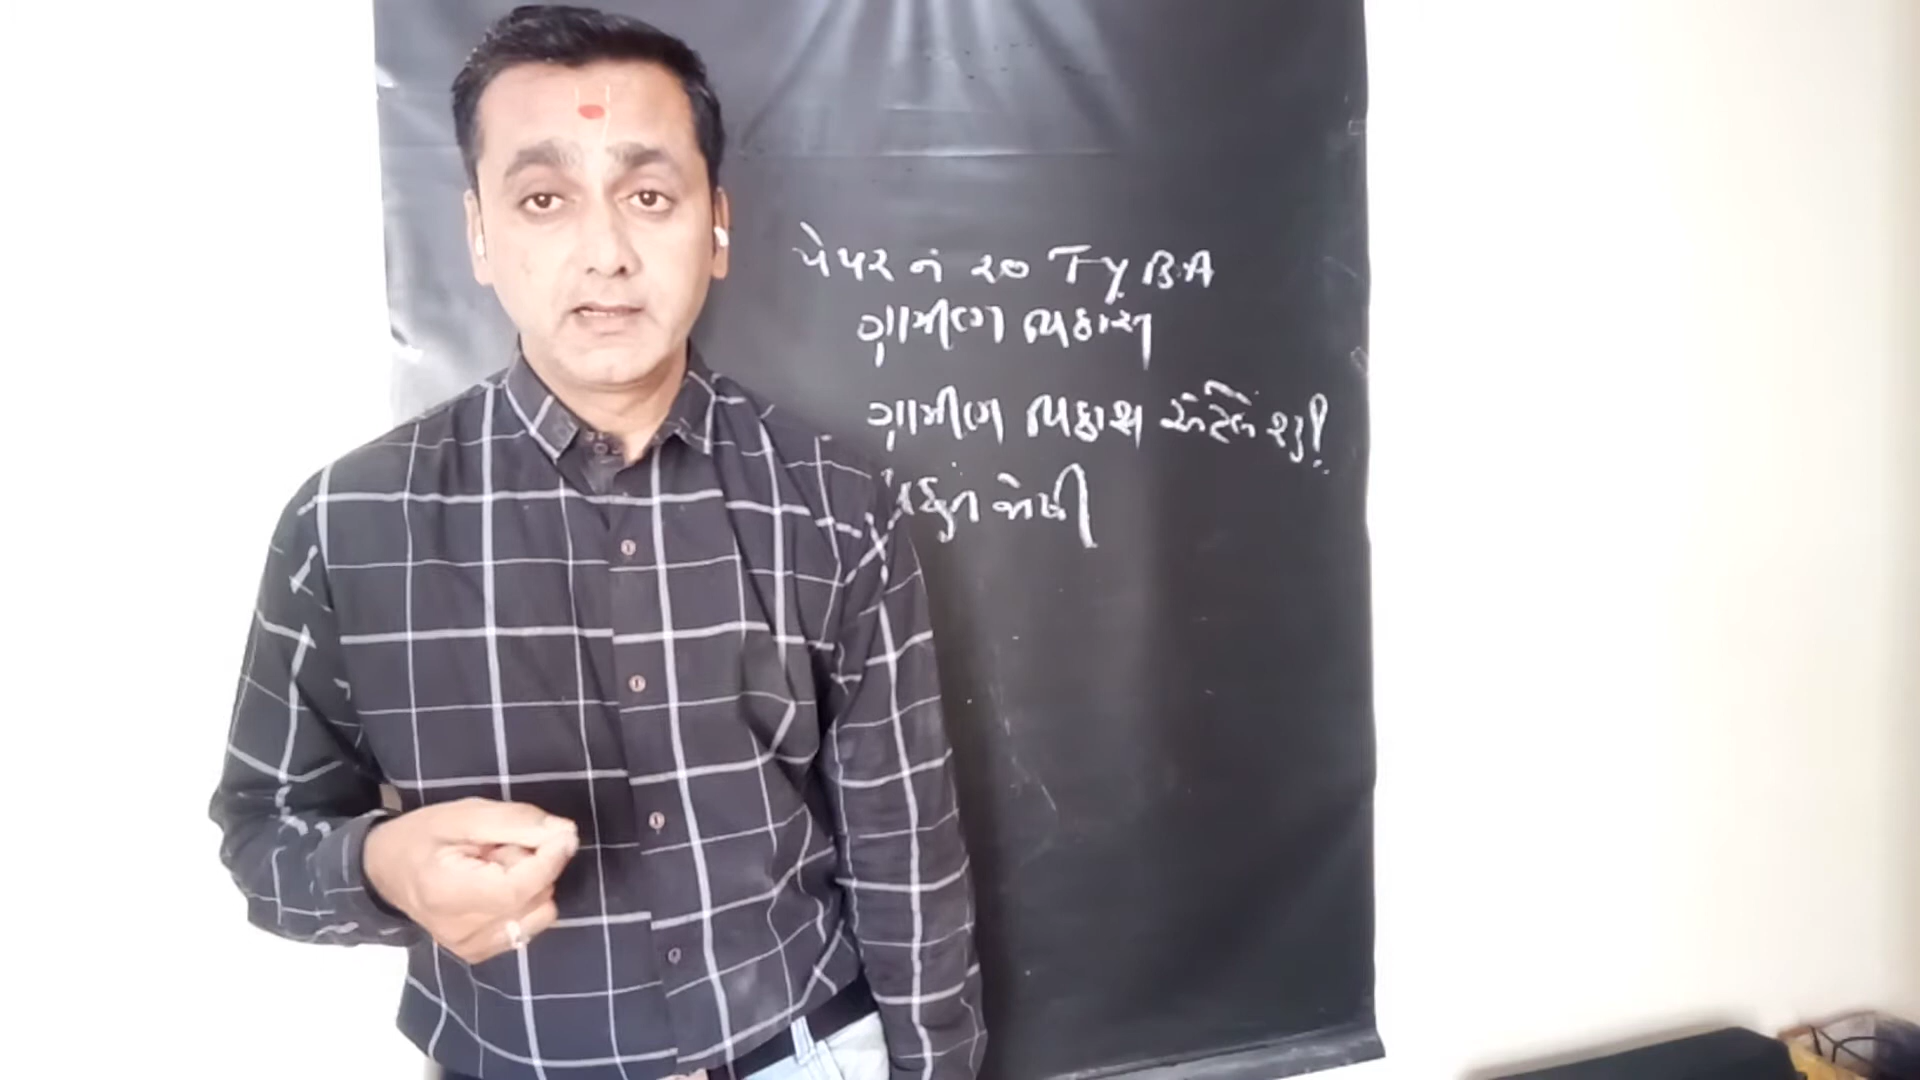 પેપર નં ૨૦ T.Y.B.A
ગ્રામીણ વિકાસ
ગ્રામીણ વિકાસ એટલે શું?
જોષી